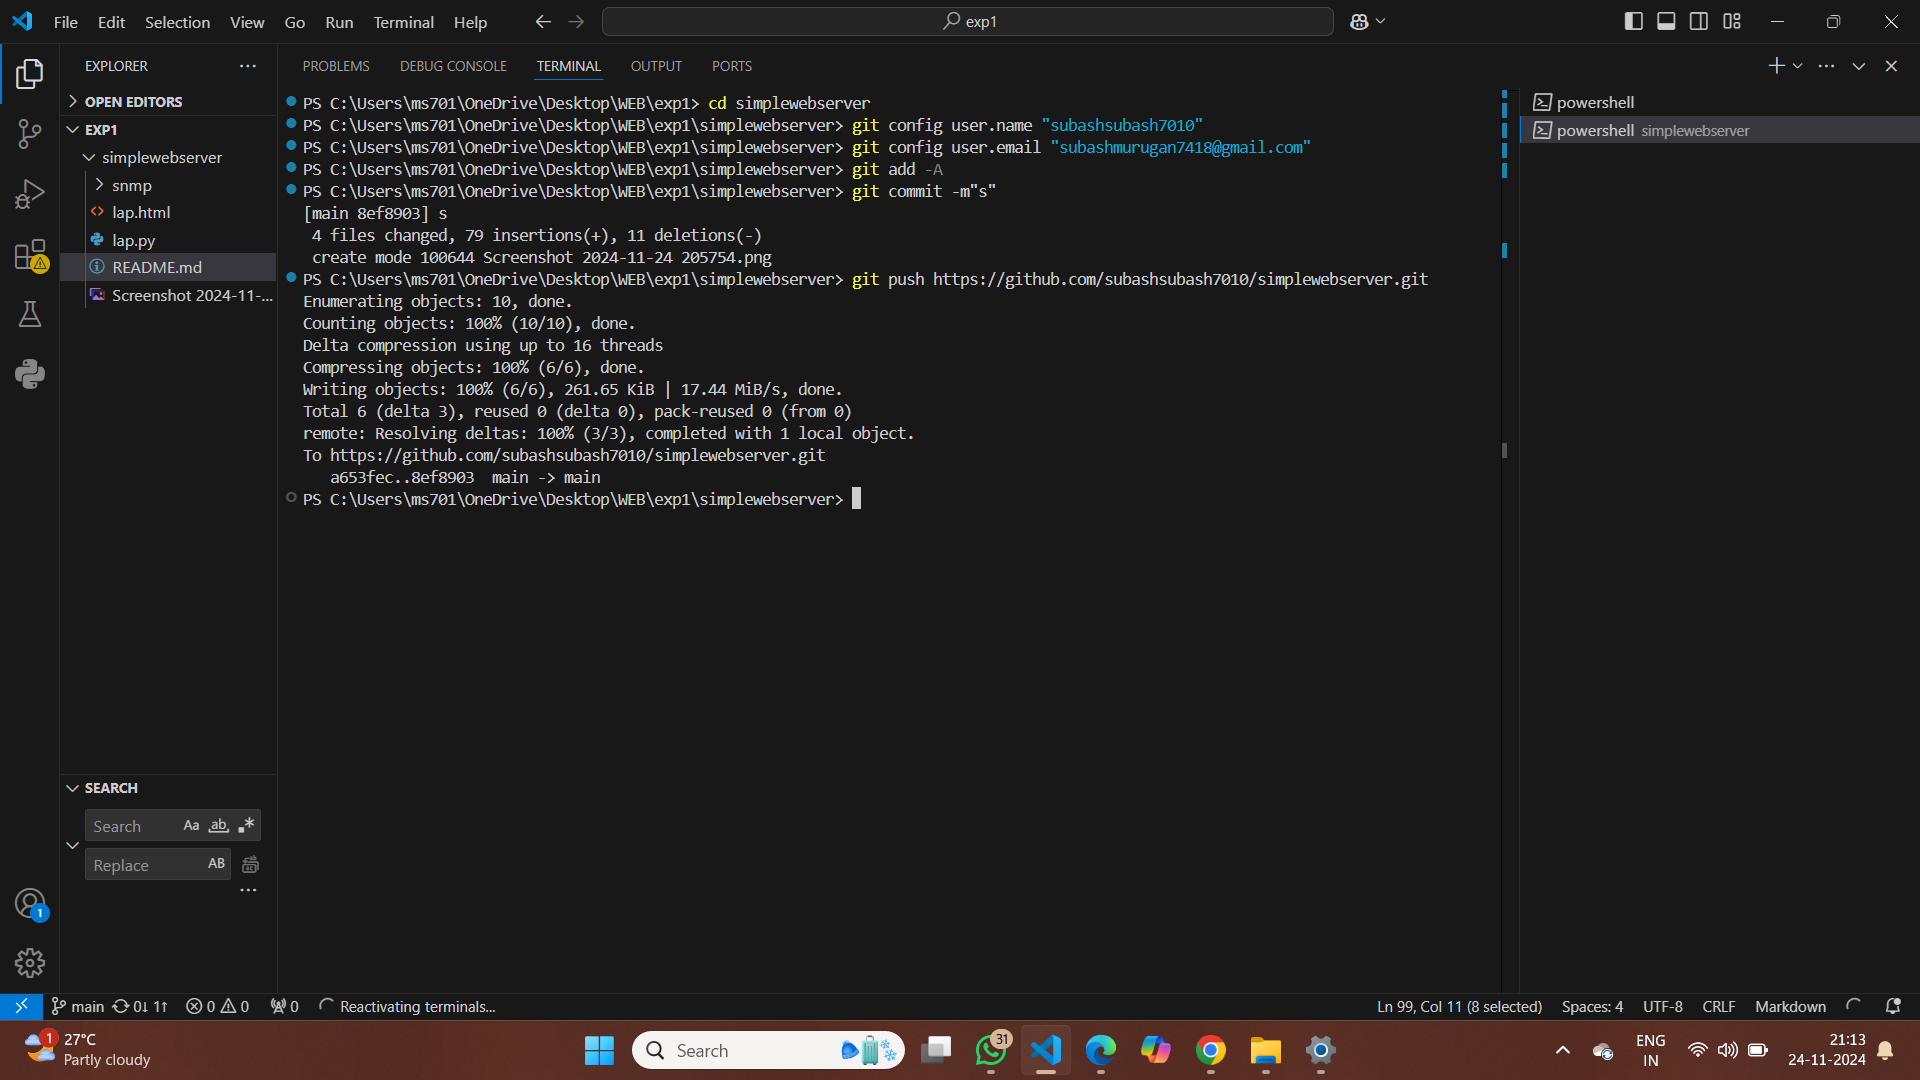 File Edit Selection View Go Run Terminal Help
exp1
EXPLORER
OPEN EDITORS
EXP1
simplewebserver
snmp
lap.html
lap.py
README.md
Screenshot 2024-11-...
SEARCH
Search Aa ab
Replace AB
PROBLEMS DEBUG CONSOLE TERMINAL OUTPUT PORTS
PS C:\Users\ms701\OneDrive\Desktop\WEB\exp1> cd simplewebserver
PS C:\Users\ms701\OneDrive\Desktop\WEB\exp1\simplewebserver> git config user.name "subashsubash7010"
PS C:\Users\ms701\OneDrive\Desktop\WEB\exp1\simplewebserver> git config user.email "subashmurugan7418@gmail.com"
PS C:\Users\ms701\OneDrive\Desktop\WEB\exp1\simplewebserver> git add -A
PS C:\Users\ms701\OneDrive\Desktop\WEB\exp1\simplewebserver> git commit -m"s"
[main 8ef8903] s
4 files changed, 79 insertions(+), 11 deletions(-)
create mode 100644 Screenshot 2024-11-24 205754.png
PS C:\Users\ms701\OneDrive\Desktop\WEB\exp1\simplewebserver> git push https://github.com/subashsubash7010/simplewebserver.git
Enumerating objects: 10, done.
Counting objects: 100% (10/10), done.
Delta compression using up to 16 threads
Compressing objects: 100% (6/6), done.
Writing objects: 100% (6/6), 261.65 KiB | 17.44 MiB/s, done.
Total 6 (delta 3), reused 0 (delta 0), pack-reused 0 (from 0)
remote: Resolving deltas: 100% (3/3), completed with 1 local object.
To https://github.com/subashsubash7010/simplewebserver.git
a653fec..8ef8903 main -> main
PS C:\Users\ms701\OneDrive\Desktop\WEB\exp1\simplewebserver>
powershell
powershell simplewebserver
1
main 0↓ 1↑ 0 0 0 Reactivating terminals...
Ln 99, Col 11 (8 selected) Spaces: 4 UTF-8 CRLF Markdown
1
27°C
Partly cloudy
Search
31
ENG
IN
21:13
24-11-2024